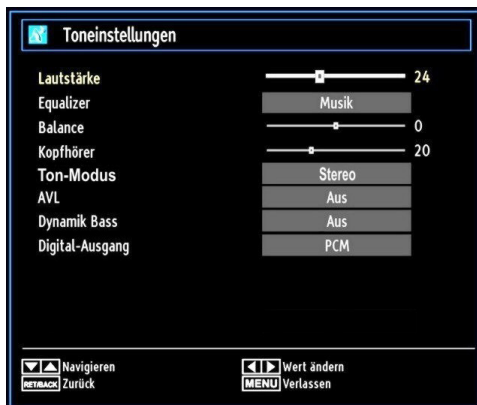 Toneinstellungen
Lautstärke 24
Equalizer Musik
Balance 0
Kopfhörer 20
Ton-Modus Stereo
AVL Aus
Dynamik Bass Aus
Digital-Ausgang PCM
Navigieren Wert ändern
RET/BACK Zurück MENU Verlassen